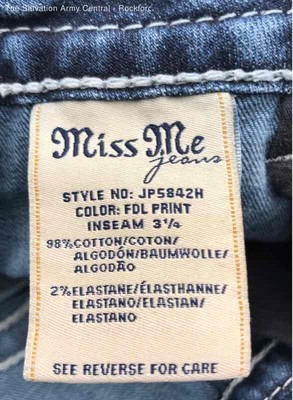 The Salvation Army Central - Rockford
Miss Me
jeans
STYLE NO: JP5842H
COLOR: FDL PRINT
INSEAM 3¼
98%COTTON/COTON/
ALGODÓN/BAUMWOLLE/
ALGODÃO
2%ELASTANE/ÉLASTHANNE/
ELASTANO/ELASTAN/
ELASTANO
SEE REVERSE FOR CARE